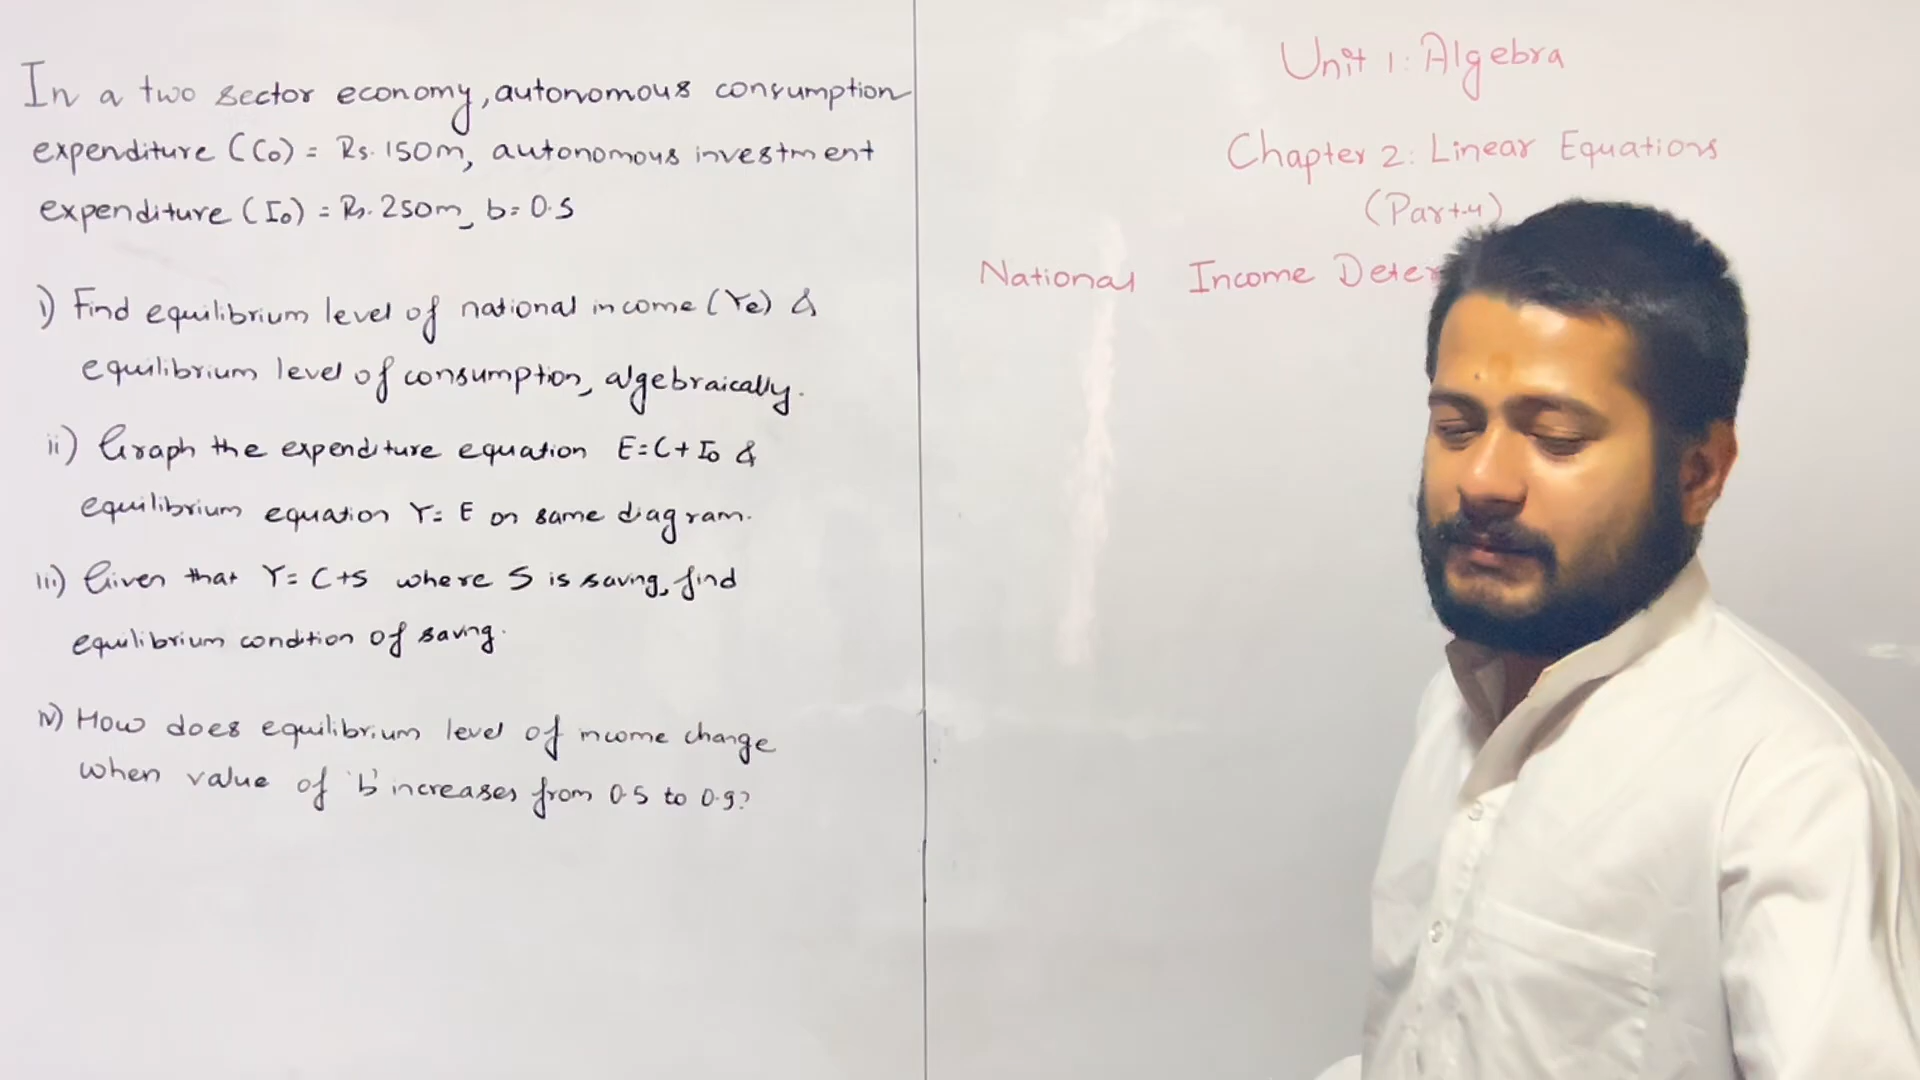 In a two sector economy, autonomous consumption
expenditure (C0) = Rs. 150m, autonomous investment
expenditure (I0) = Rs. 250m, b = 0.5
i) Find equilibrium level of national income (Ye) &
equilibrium level of consumption, algebraically.
ii) Graph the expenditure equation E=C+I0 &
equilibrium equation Y=E on same diagram.
iii) Given that Y=C+S where S is saving, find
equilibrium condition of saving.
iv) How does equilibrium level of income change
when value of 'b' increases from 0.5 to 0.9?
Unit 1: Algebra
Chapter 2: Linear Equations
(Part-4)
National Income Deter